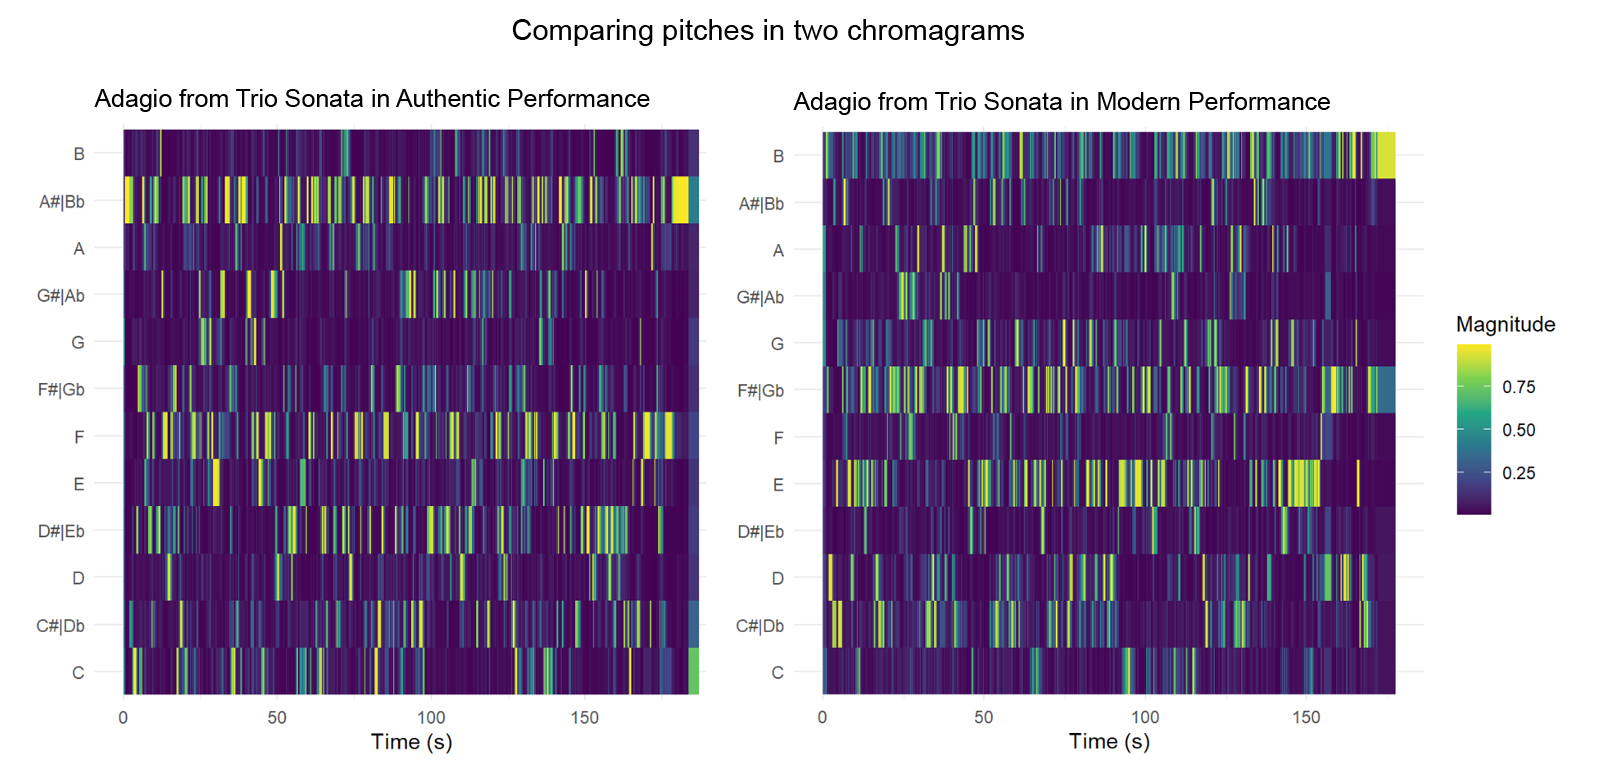 Comparing pitches in two chromagrams
Adagio from Trio Sonata in Authentic Performance
B
A#|Bb
A
G#|Ab
G
F#|Gb
F
E
D#|Eb
D
C#|Db
C
0 50 100 150
Time (s)
Adagio from Trio Sonata in Modern Performance
B
A#|Bb
A
G#|Ab
G
F#|Gb
F
E
D#|Eb
D
C#|Db
C
0 50 100 150
Time (s)
Magnitude
0.75
0.50
0.25